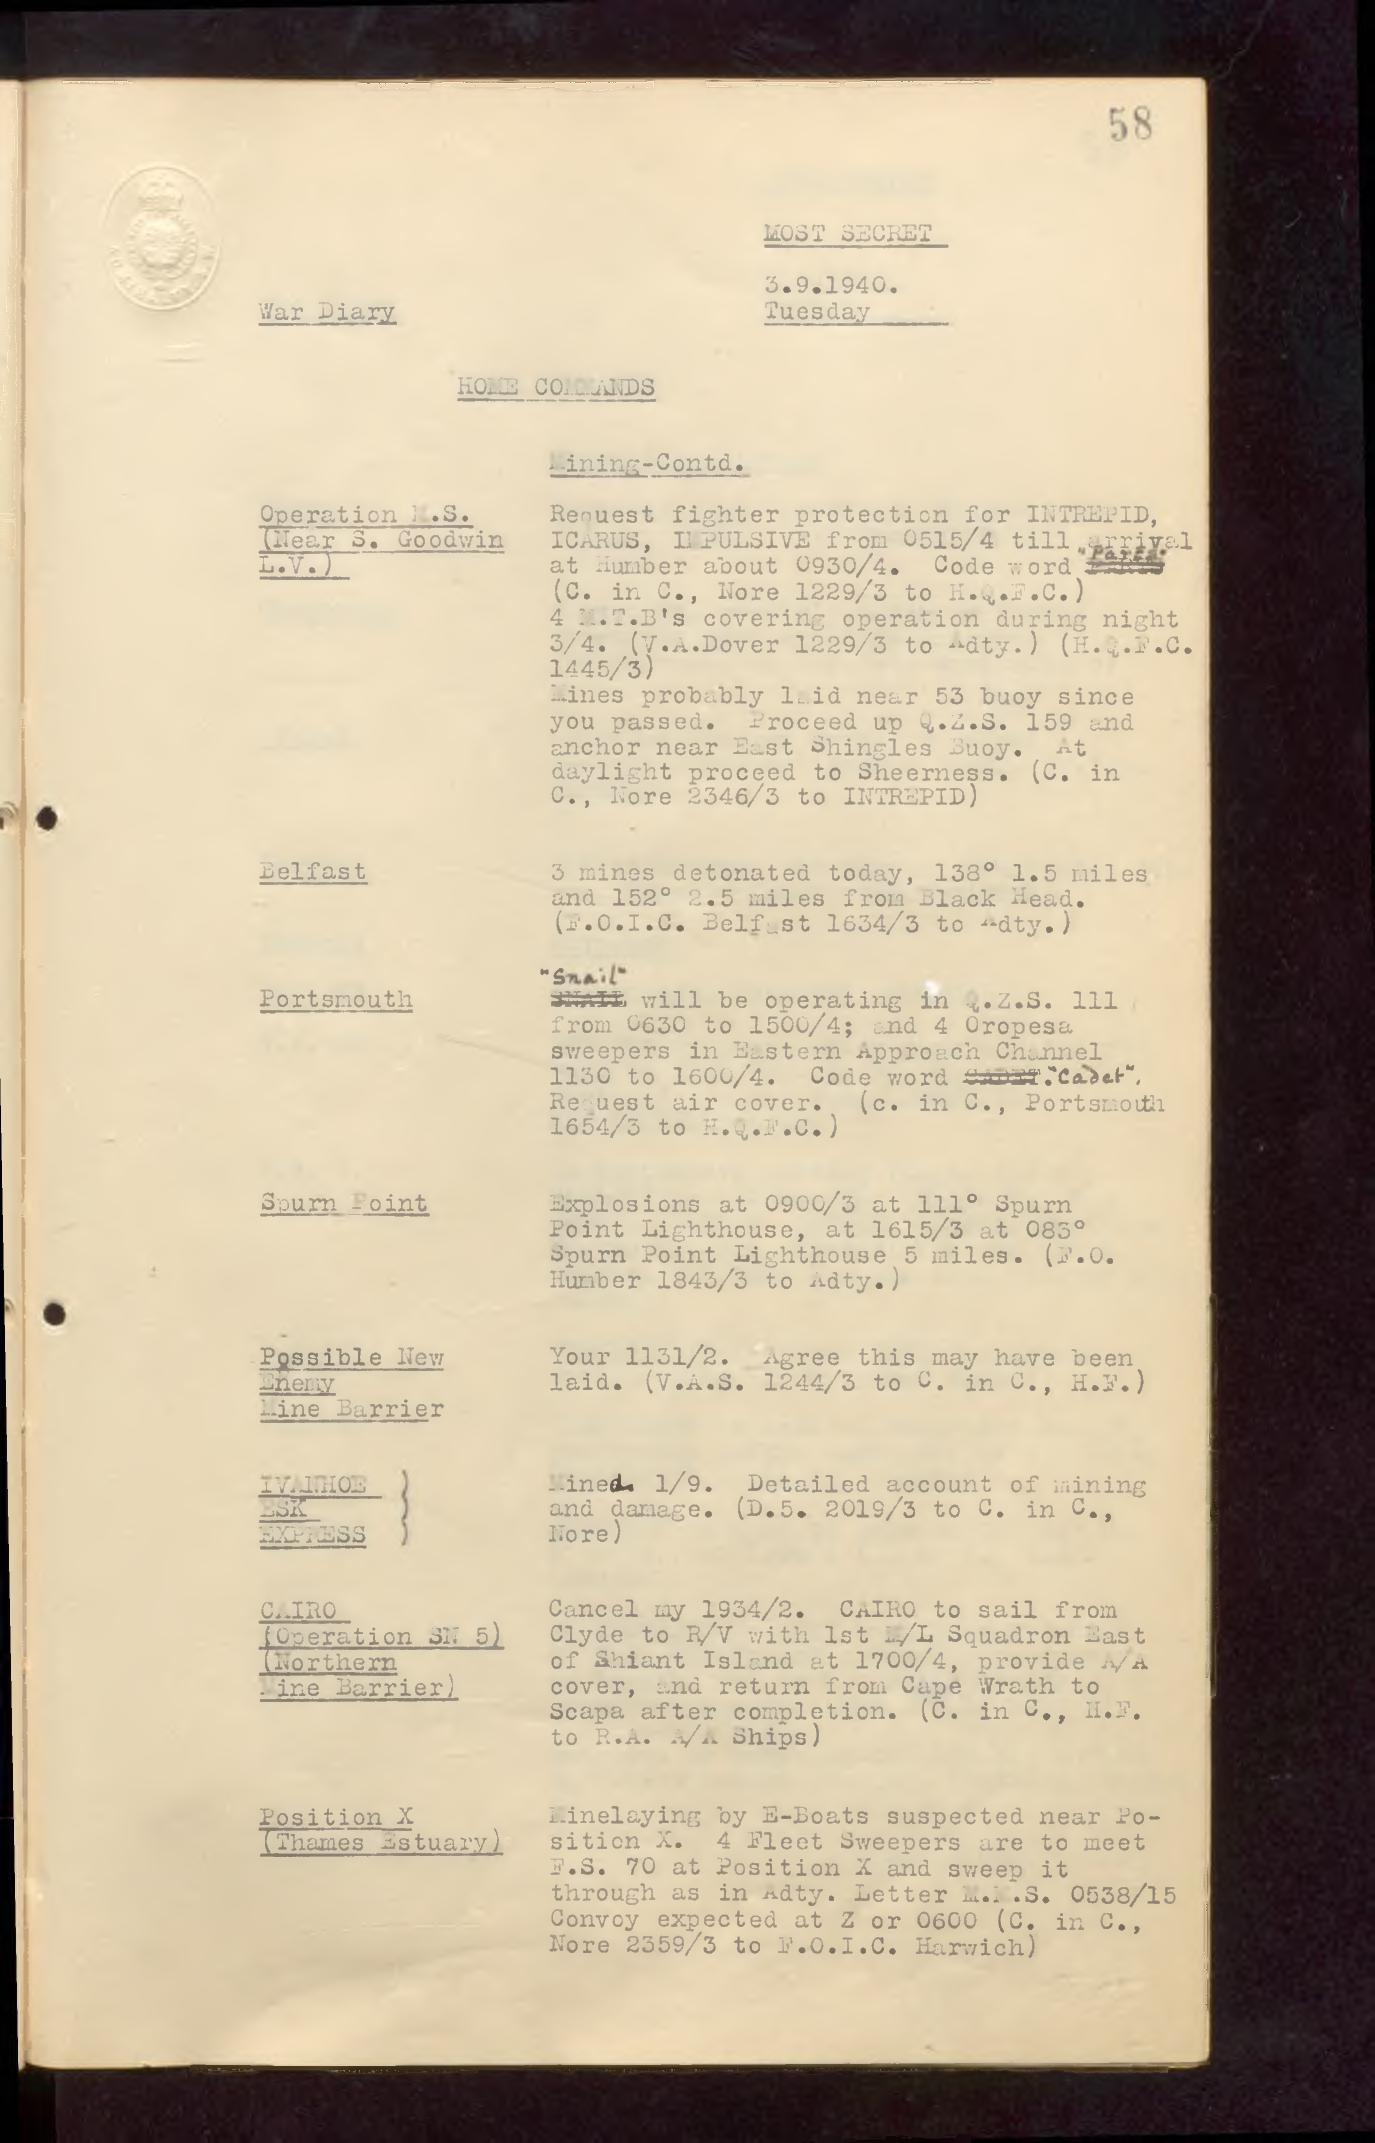 58
MOST SECRET
3.9.1940.
War Diary
Tuesday
HOME COMMANDS
Mining-Contd.
Operation M.S.
(Near S. Goodwin
L.V.)
Request fighter protection for INTREPID,
ICARUS, IMPULSIVE from 0515/4 till arrival
at Humber about 0930/4. Code word "Parta"
(C. in C., Nore 1229/3 to H.Q.F.C.)
4 M.T.B's covering operation during night
3/4. (V.A.Dover 1229/3 to Adty.) (H.Q.F.C.
1445/3)
Mines probably laid near 53 buoy since
you passed. Proceed up Q.Z.S. 159 and
anchor near East Shingles Buoy. At
daylight proceed to Sheerness. (C. in
C., Nore 2346/3 to INTREPID)
Belfast
3 mines detonated today, 138° 1.5 miles
and 152° 2.5 miles from Black Head.
(F.O.I.C. Belfast 1634/3 to Adty.)
Portsmouth
"Snail"
SNAIL will be operating in Q.Z.S. 111
from 0630 to 1500/4; and 4 Oropesa
sweepers in Eastern Approach Channel
1130 to 1600/4. Code word CADET."Cadet".
Request air cover. (c. in C., Portsmouth
1654/3 to H.Q.F.C.)
Spurn Point
Explosions at 0900/3 at 111° Spurn
Point Lighthouse, at 1615/3 at 083°
Spurn Point Lighthouse 5 miles. (F.O.
Humber 1843/3 to Adty.)
Possible New
Enemy
Mine Barrier
Your 1131/2. Agree this may have been
laid. (V.A.S. 1244/3 to C. in C., H.F.)
IVANHOE )
ESK )
EXPRESS )
Mined. 1/9. Detailed account of mining
and damage. (D.5. 2019/3 to C. in C.,
Nore)
CAIRO
(Operation SN 5)
(Northern
Mine Barrier)
Cancel my 1934/2. CAIRO to sail from
Clyde to R/V with 1st M/L Squadron East
of Shiant Island at 1700/4, provide A/A
cover, and return from Cape Wrath to
Scapa after completion. (C. in C., H.F.
to R.A. A/A Ships)
Position X
(Thames Estuary)
Minelaying by E-Boats suspected near Po-
sition X. 4 Fleet Sweepers are to meet
F.S. 70 at Position X and sweep it
through as in Adty. Letter M.M.S. 0538/15
Convoy expected at Z or 0600 (C. in C.,
Nore 2359/3 to F.O.I.C. Harwich)